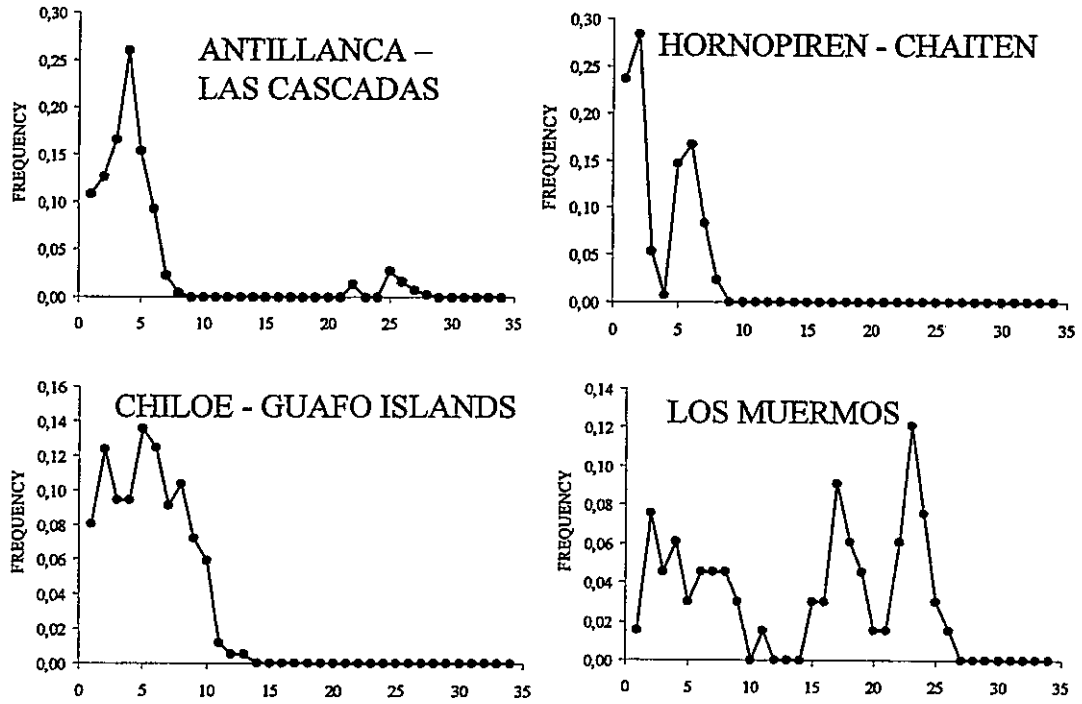 ANTILLANCA –
LAS CASCADAS
FREQUENCY
0,30
0,25
0,20
0,15
0,10
0,05
0,00
0 5 10 15 20 25 30 35
HORNOPIREN - CHAITEN
FREQUENCY
0,30
0,25
0,20
0,15
0,10
0,05
0,00
0 5 10 15 20 25 30 35
CHILOE - GUAFO ISLANDS
FREQUENCY
0,16
0,14
0,12
0,10
0,08
0,06
0,04
0,02
0,00
0 5 10 15 20 25 30 35
LOS MUERMOS
FREQUENCY
0,14
0,12
0,10
0,08
0,06
0,04
0,02
0,00
0 5 10 15 20 25 30 35